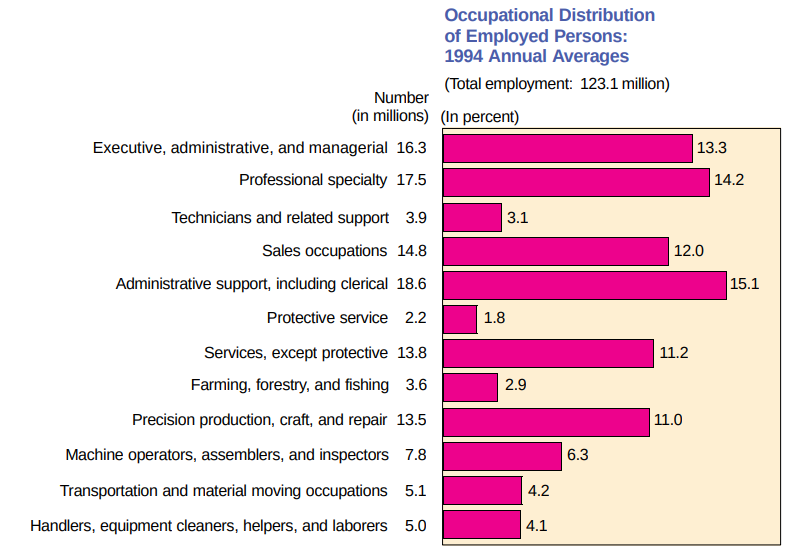 Occupational Distribution
of Employed Persons:
1994 Annual Averages
(Total employment: 123.1 million)
Number
(in millions) (In percent)
Executive, administrative, and managerial 16.3 13.3
Professional specialty 17.5 14.2
Technicians and related support 3.9 3.1
Sales occupations 14.8 12.0
Administrative support, including clerical 18.6 15.1
Protective service 2.2 1.8
Services, except protective 13.8 11.2
Farming, forestry, and fishing 3.6 2.9
Precision production, craft, and repair 13.5 11.0
Machine operators, assemblers, and inspectors 7.8 6.3
Transportation and material moving occupations 5.1 4.2
Handlers, equipment cleaners, helpers, and laborers 5.0 4.1